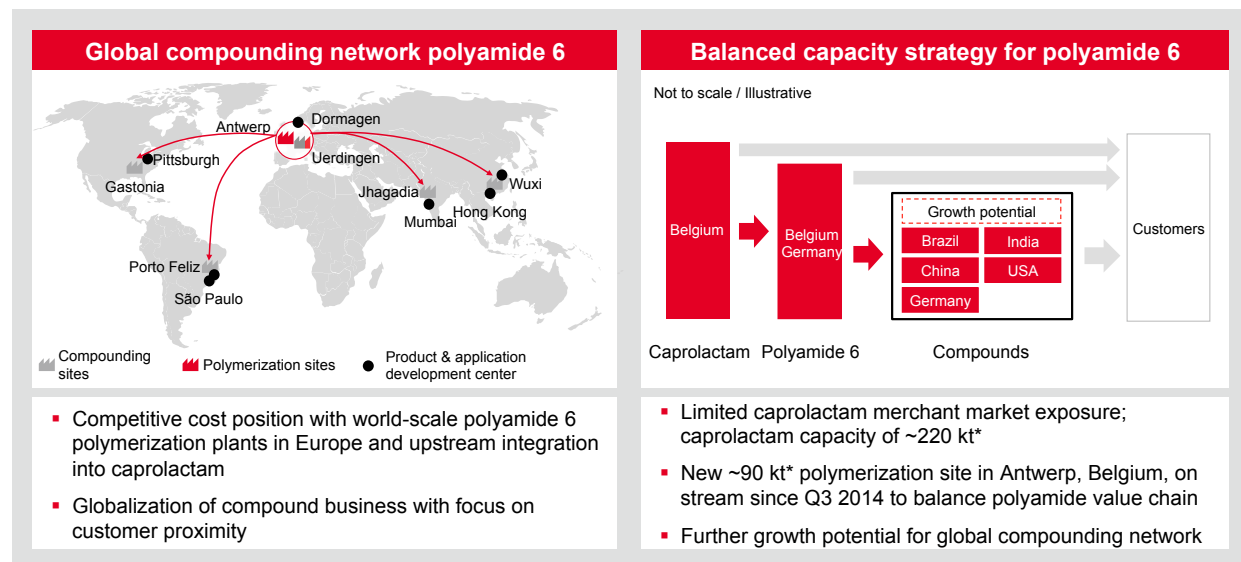 Global compounding network polyamide 6
Antwerp
Dormagen
Pittsburgh
Uerdingen
Gastonia
Jhagadia
Wuxi
Mumbai
Hong Kong
Porto Feliz
São Paulo
Compounding
sites
Polymerization sites
Product & application
development center
▪ Competitive cost position with world-scale polyamide 6
polymerization plants in Europe and upstream integration
into caprolactam
▪ Globalization of compound business with focus on
customer proximity
Balanced capacity strategy for polyamide 6
Not to scale / Illustrative
Belgium
Belgium
Germany
Growth potential
Brazil
India
China
USA
Germany
Customers
Caprolactam
Polyamide 6
Compounds
▪ Limited caprolactam merchant market exposure;
caprolactam capacity of ~220 kt*
▪ New ~90 kt* polymerization site in Antwerp, Belgium, on
stream since Q3 2014 to balance polyamide value chain
▪ Further growth potential for global compounding network